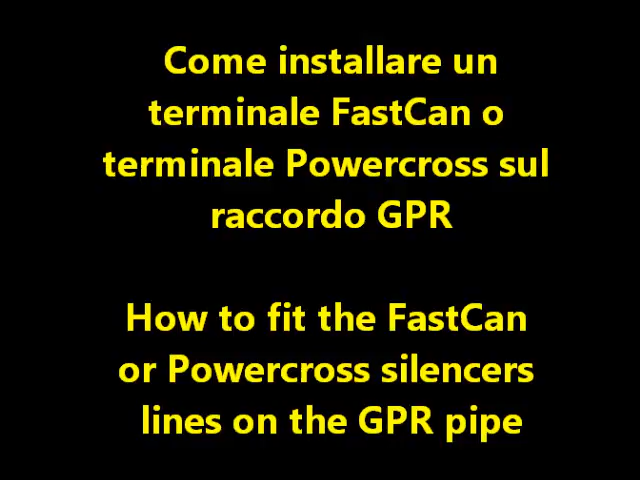 Come installare un
terminale FastCan o
terminale Powercross sul
raccordo GPR
How to fit the FastCan
or Powercross silencers
lines on the GPR pipe